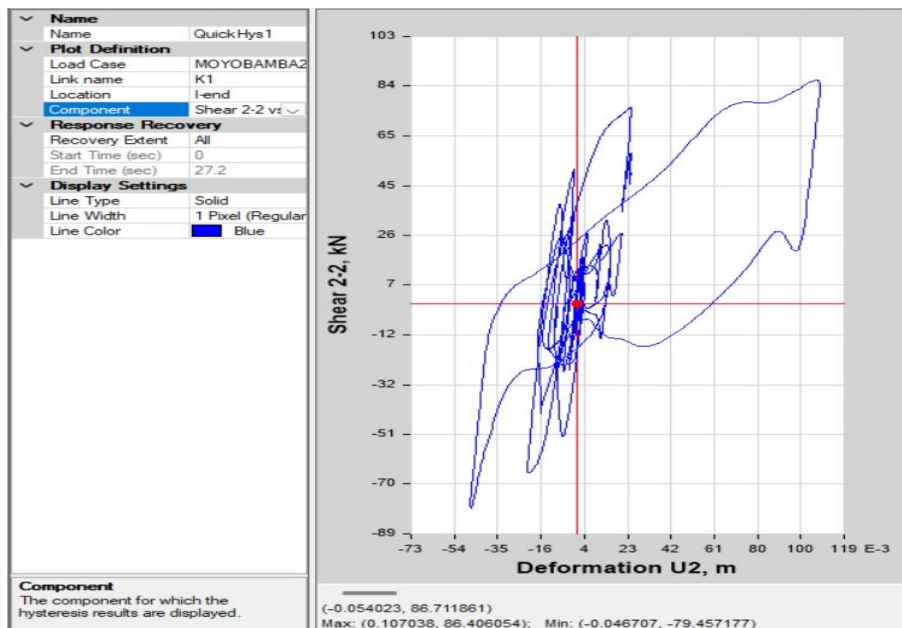 Name
Name QuickHys1
Plot Definition
Load Case MOYOBAMBA2
Link name K1
Location I-end
Component Shear 2-2 vs
Response Recovery
Recovery Extent All
Start Time (sec) 0
End Time (sec) 27.2
Display Settings
Line Type Solid
Line Width 1 Pixel (Regular
Line Color Blue
Component
The component for which the
hysteresis results are displayed.
Shear 2-2, kN
103
84
65
45
26
7
-12
-32
-51
-70
-89
-73 -54 -35 -16 4 23 42 61 80 100 119 E-3
Deformation U2, m
(-0.054023, 86.711861)
Max: (0.107038, 86.406054); Min: (-0.046707, -79.457177)